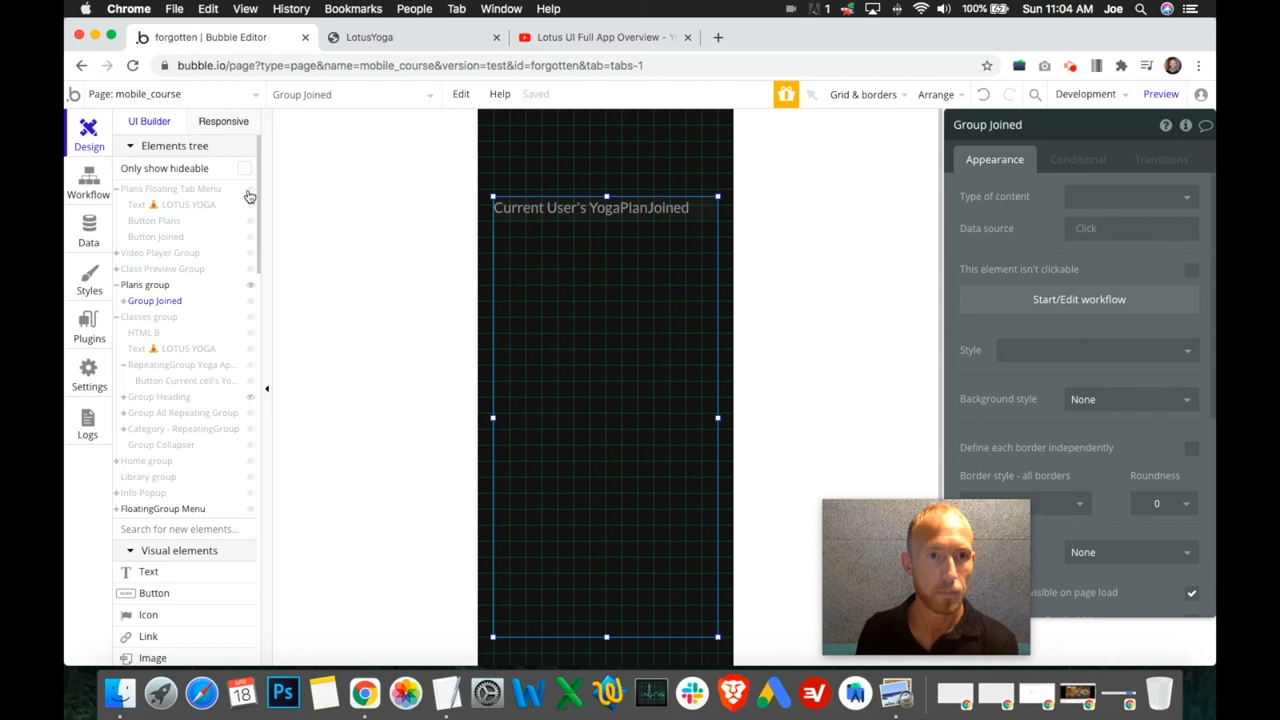 Chrome File Edit View History Bookmarks People Tab Window Help 1 100% Sun 11:04 AM Joe
forgotten | Bubble Editor LotusYoga Lotus UI Full App Overview - Y
bubble.io/page?type=page&name=mobile_course&version=test&id=forgotten&tab=tabs-1
b Page: mobile_course Group Joined Edit Help Saved Grid & borders Arrange Development Preview
Design
Workflow
Data
Styles
Plugins
Settings
Logs
UI Builder Responsive
Elements tree
Only show hideable
Plans Floating Tab Menu
Text 🧘 LOTUS YOGA
Button Plans
Button Joined
Video Player Group
Class Preview Group
Plans group
Group Joined
Classes group
HTML B
Text 🧘 LOTUS YOGA
RepeatingGroup Yoga Ap...
Button Current cell's Yo...
Group Heading
Group All Repeating Group
Category - RepeatingGroup
Group Collapser
Home group
Library group
Info Popup
FloatingGroup Menu
Search for new elements...
Visual elements
Text
CLICK Button
Icon
Link
Image
Current User's YogaPlanJoined
Group Joined
Appearance Conditional Transitions
Type of content
Data source Click
This element isn't clickable
Start/Edit workflow
Style
Background style None
Define each border independently
Border style - all borders Roundness
0
None
visible on page load
APR
18
Ps